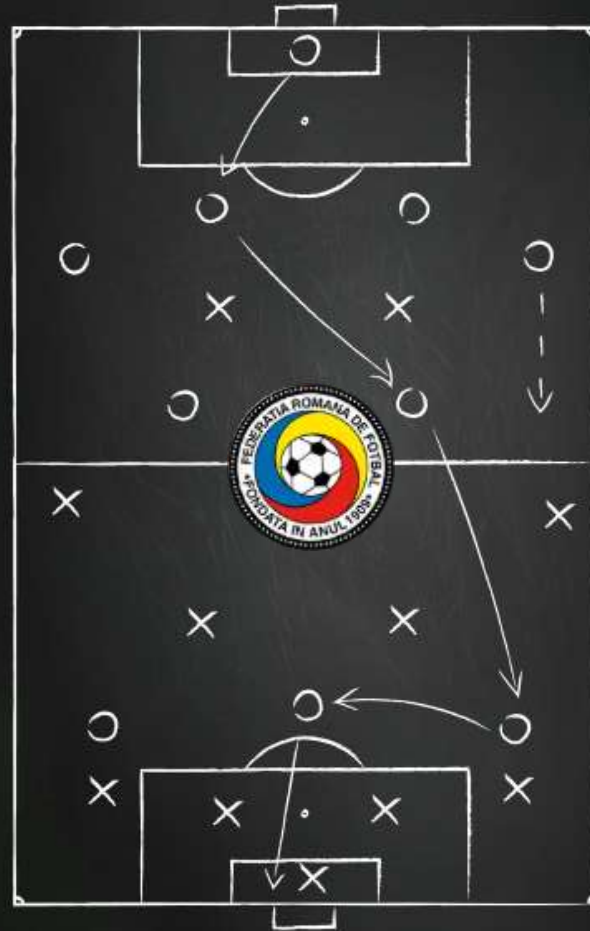 FEDERATIA ROMANA DE FOTBAL
•FONDATA IN ANUL 1909•